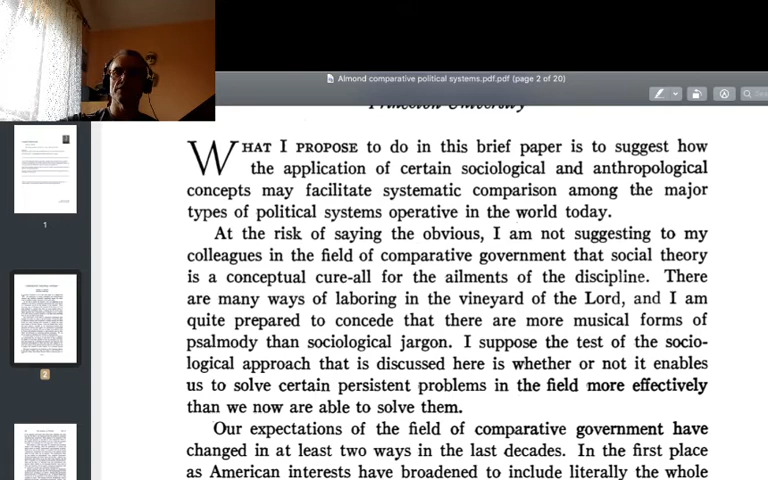 Almond comparative political systems.pdf.pdf (page 2 of 20)
Princeton University
WHAT I PROPOSE to do in this brief paper is to suggest how
the application of certain sociological and anthropological
concepts may facilitate systematic comparison among the major
types of political systems operative in the world today.
At the risk of saying the obvious, I am not suggesting to my
colleagues in the field of comparative government that social theory
is a conceptual cure-all for the ailments of the discipline. There
are many ways of laboring in the vineyard of the Lord, and I am
quite prepared to concede that there are more musical forms of
psalmody than sociological jargon. I suppose the test of the socio-
logical approach that is discussed here is whether or not it enables
us to solve certain persistent problems in the field more effectively
than we now are able to solve them.
Our expectations of the field of comparative government have
changed in at least two ways in the last decades. In the first place
as American interests have broadened to include literally the whole
1
2